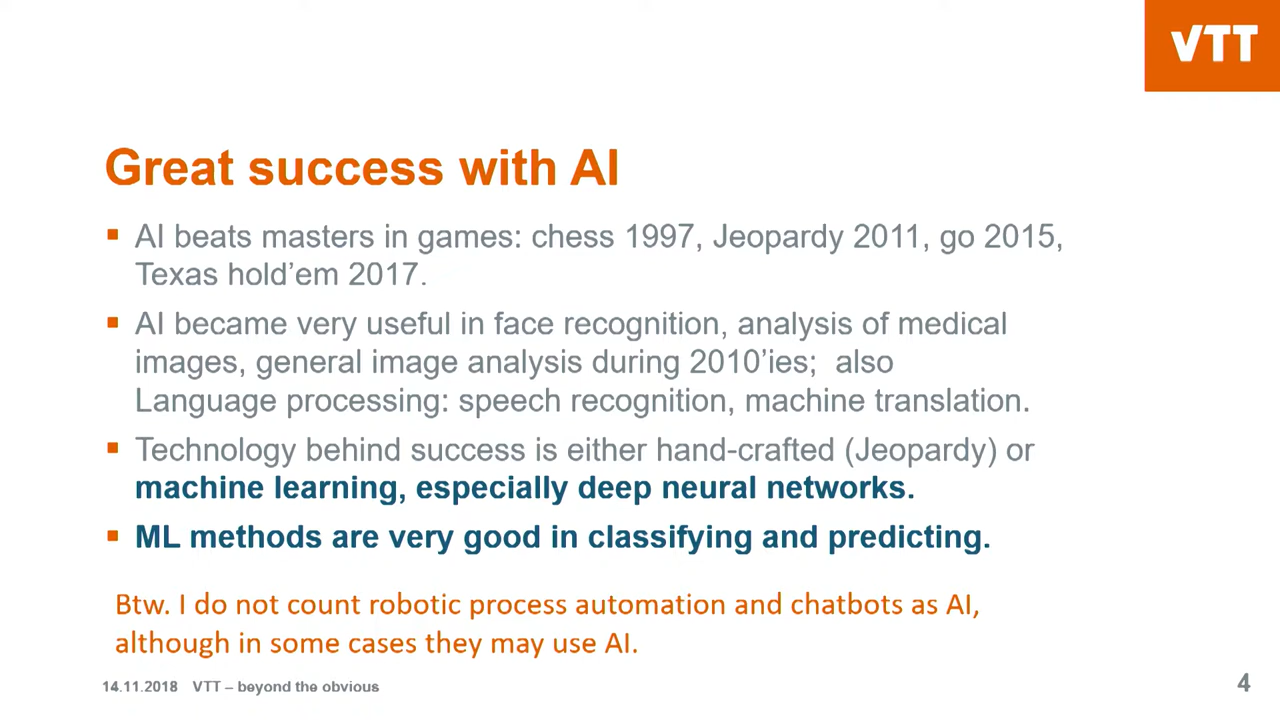 VTT
Great success with AI
▪ AI beats masters in games: chess 1997, Jeopardy 2011, go 2015,
Texas hold’em 2017.
▪ AI became very useful in face recognition, analysis of medical
images, general image analysis during 2010’ies;  also
Language processing: speech recognition, machine translation.
▪ Technology behind success is either hand-crafted (Jeopardy) or
machine learning, especially deep neural networks.
▪ ML methods are very good in classifying and predicting.
Btw. I do not count robotic process automation and chatbots as AI,
although in some cases they may use AI.
14.11.2018 VTT – beyond the obvious
4